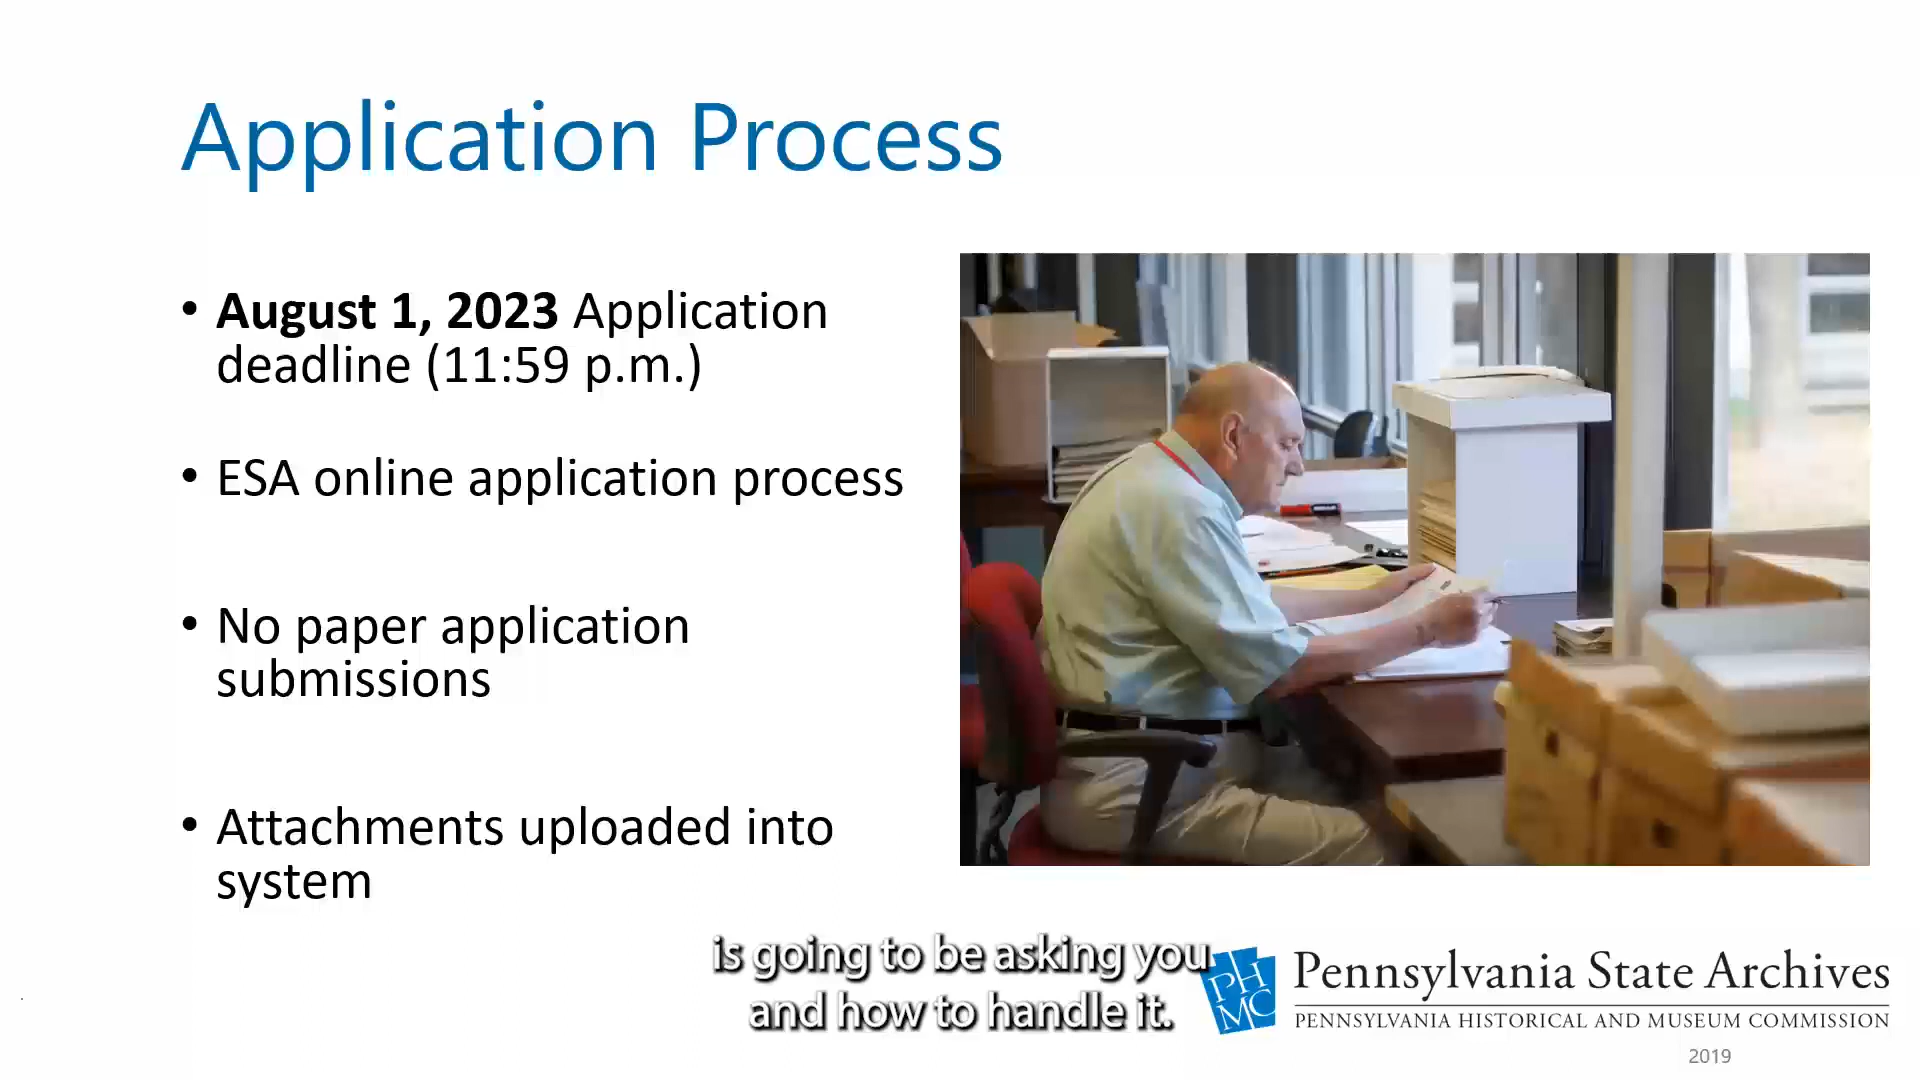 Application Process
• August 1, 2023 Application
deadline (11:59 p.m.)
• ESA online application process
• No paper application
submissions
• Attachments uploaded into
system
is going to be asking you
and how to handle it.
PH
MC
Pennsylvania State Archives
PENNSYLVANIA HISTORICAL AND MUSEUM COMMISSION
2019